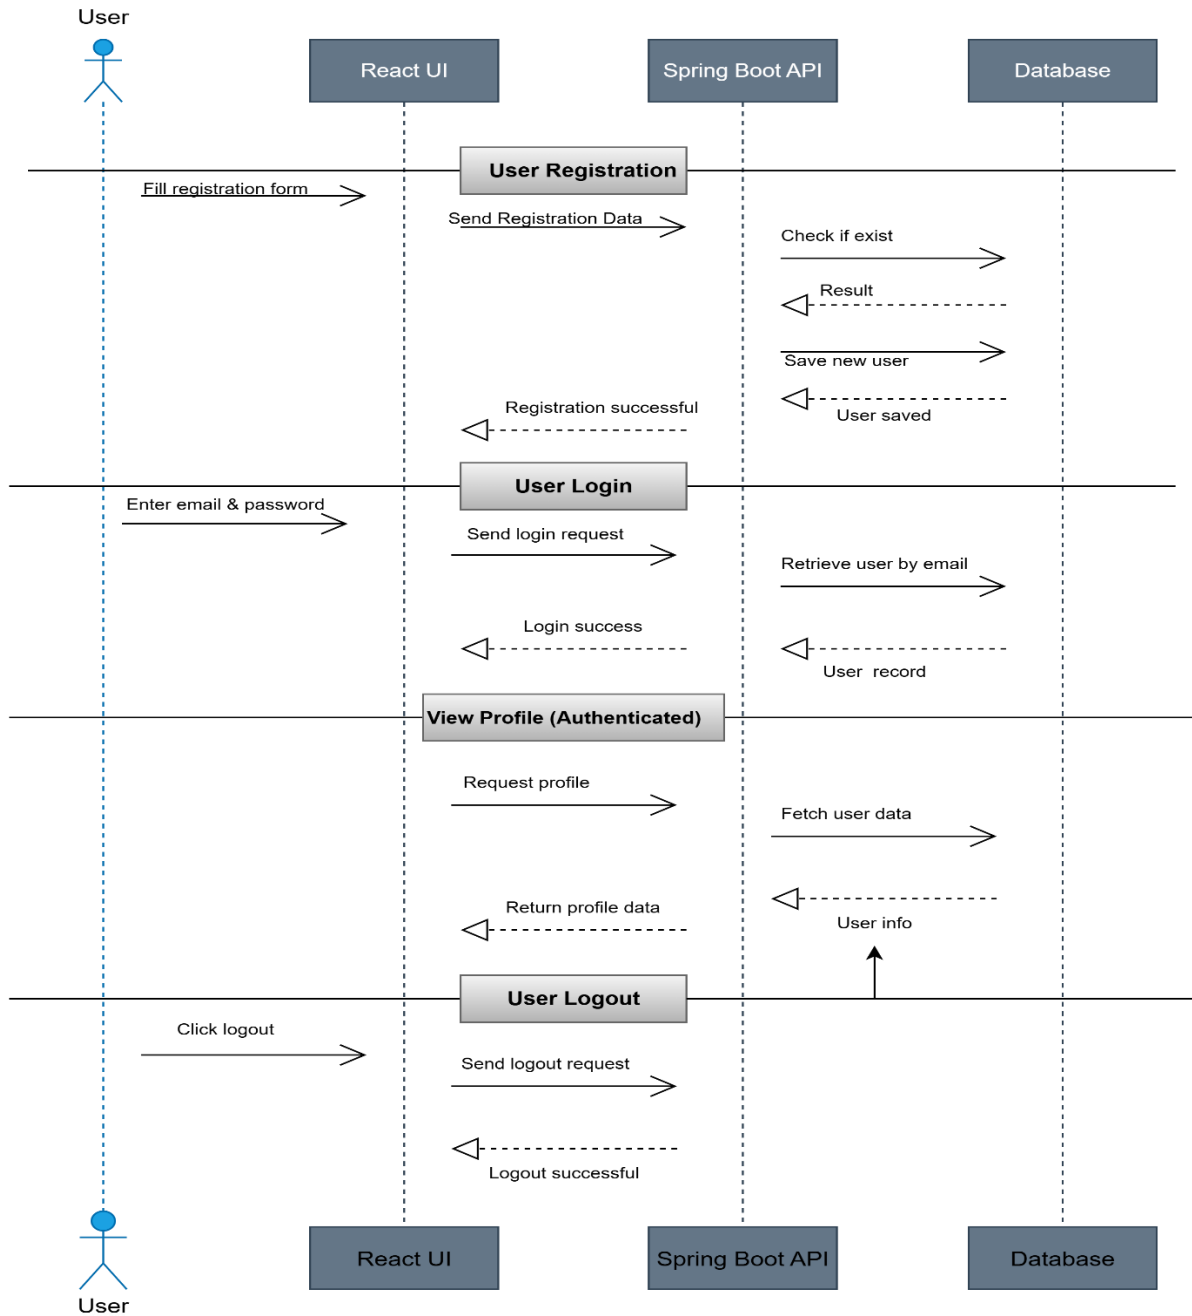 User
React UI
Spring Boot API
Database
User Registration
Fill registration form
Send Registration Data
Check if exist
Result
Save new user
User saved
Registration successful
User Login
Enter email & password
Send login request
Retrieve user by email
Login success
User record
View Profile (Authenticated)
Request profile
Fetch user data
Return profile data
User info
User Logout
Click logout
Send logout request
Logout successful
React UI
Spring Boot API
Database
User